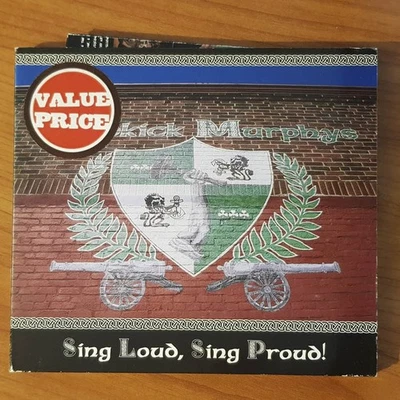 VALUE
PRICE
kick Murphys
Sing Loud, Sing Proud!